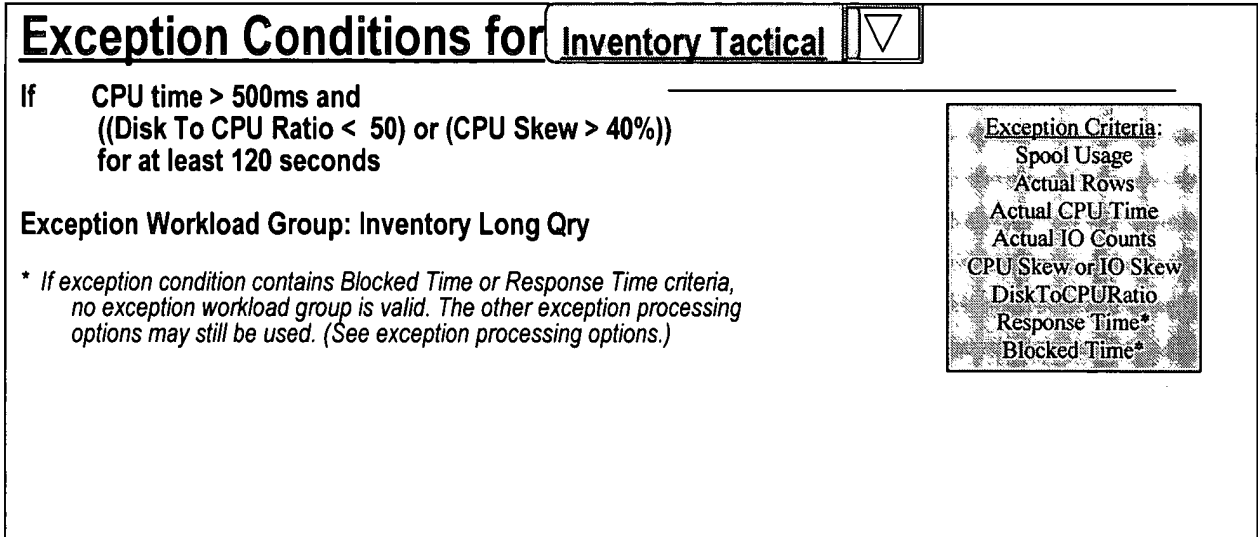 Exception Conditions for Inventory Tactical
If CPU time > 500ms and
((Disk To CPU Ratio < 50) or (CPU Skew > 40%))
for at least 120 seconds
Exception Workload Group: Inventory Long Qry
* If exception condition contains Blocked Time or Response Time criteria,
no exception workload group is valid. The other exception processing
options may still be used. (See exception processing options.)
Exception Criteria:
Spool Usage
Actual Rows
Actual CPU Time
Actual IO Counts
CPU Skew or IO Skew
DiskToCPURatio
Response Time*
Blocked Time*